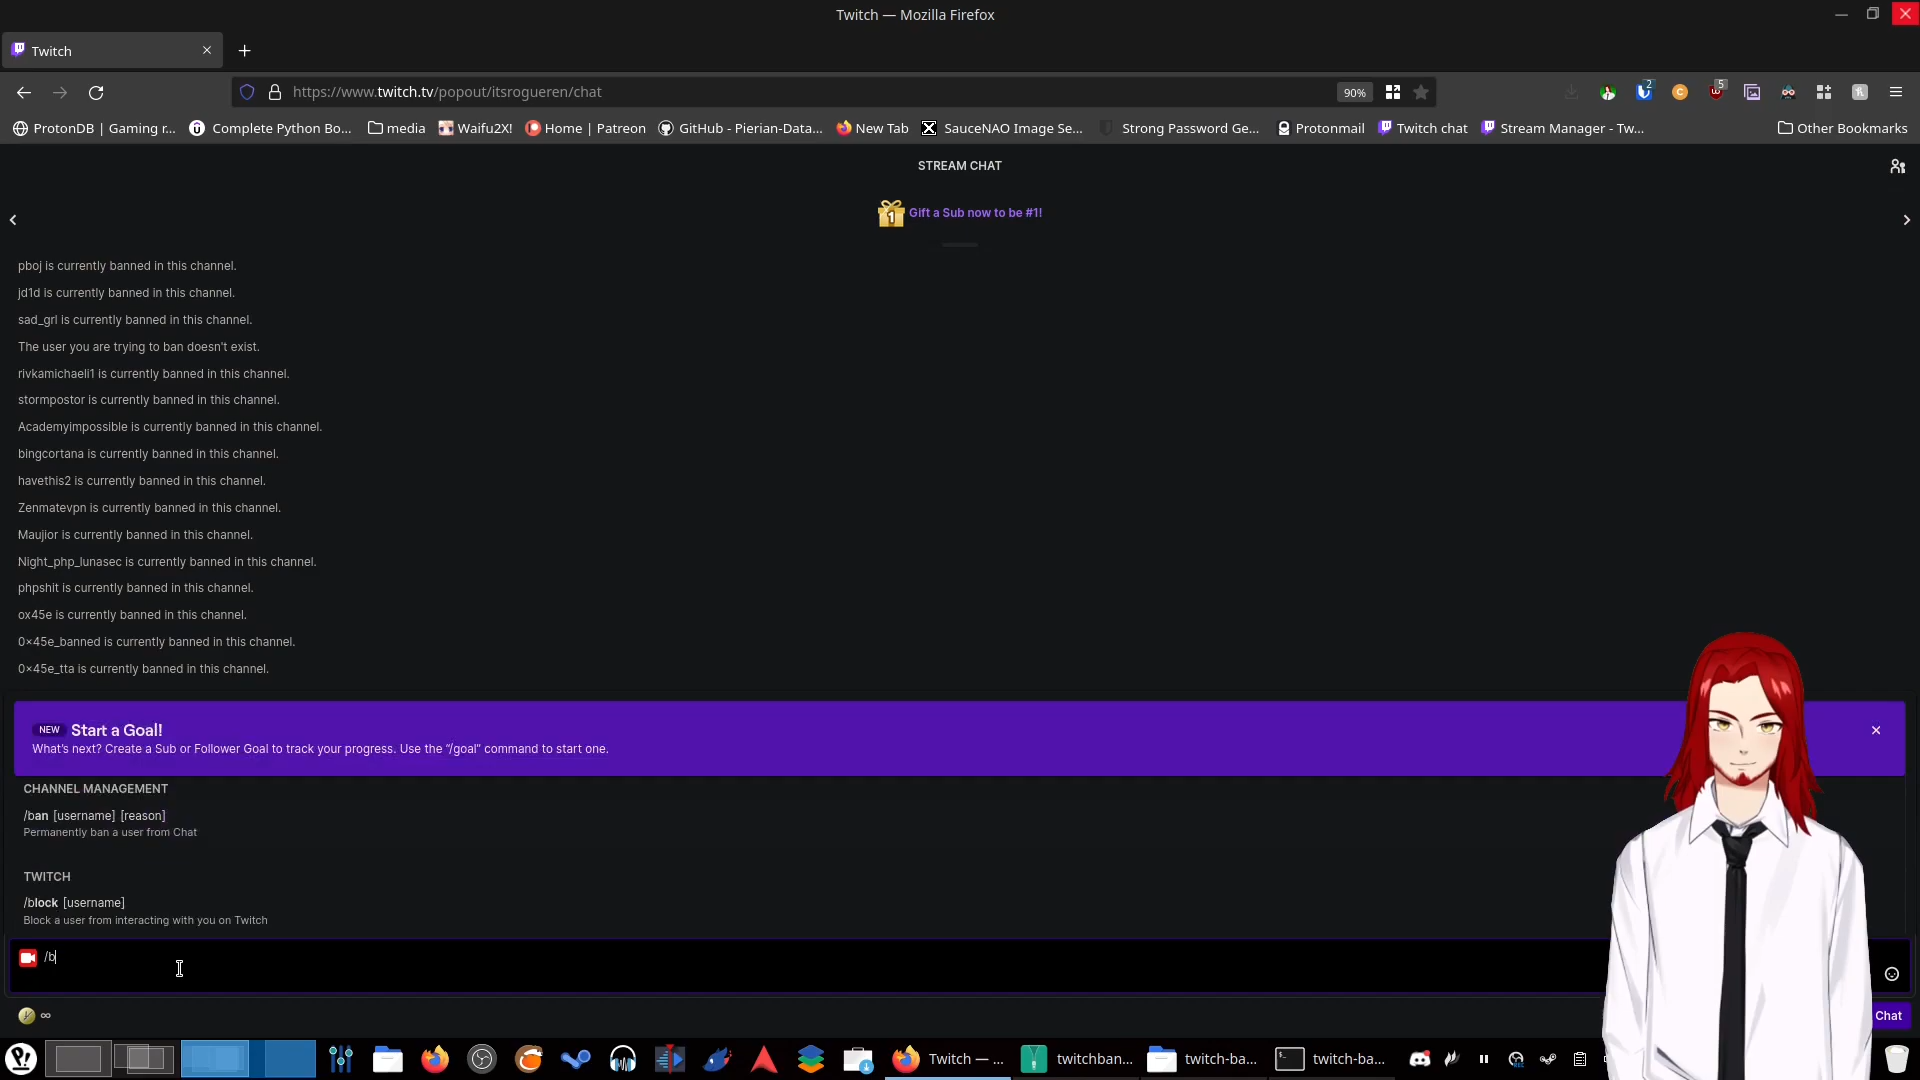 Twitch — Mozilla Firefox
Twitch
https://www.twitch.tv/popout/itsrogueren/chat
90%
2
5
ProtonDB | Gaming r...
Complete Python Bo...
media
Waifu2X!
Home | Patreon
GitHub - Pierian-Data...
New Tab
SauceNAO Image Se...
Strong Password Ge...
Protonmail
Twitch chat
Stream Manager - Tw...
Other Bookmarks
STREAM CHAT
1
Gift a Sub now to be #1!
pboj is currently banned in this channel.
jd1d is currently banned in this channel.
sad_grl is currently banned in this channel.
The user you are trying to ban doesn't exist.
rivkamichaeli1 is currently banned in this channel.
stormpostor is currently banned in this channel.
Academyimpossible is currently banned in this channel.
bingcortana is currently banned in this channel.
havethis2 is currently banned in this channel.
Zenmatevpn is currently banned in this channel.
Maujior is currently banned in this channel.
Night_php_lunasec is currently banned in this channel.
phpshit is currently banned in this channel.
ox45e is currently banned in this channel.
0×45e_banned is currently banned in this channel.
0×45e_tta is currently banned in this channel.
NEW Start a Goal!
What's next? Create a Sub or Follower Goal to track your progress. Use the "/goal" command to start one.
CHANNEL MANAGEMENT
/ban [username] [reason]
Permanently ban a user from Chat
TWITCH
/block [username]
Block a user from interacting with you on Twitch
/b
∞
Chat
Twitch — ...
twitchban...
twitch-ba...
twitch-ba...